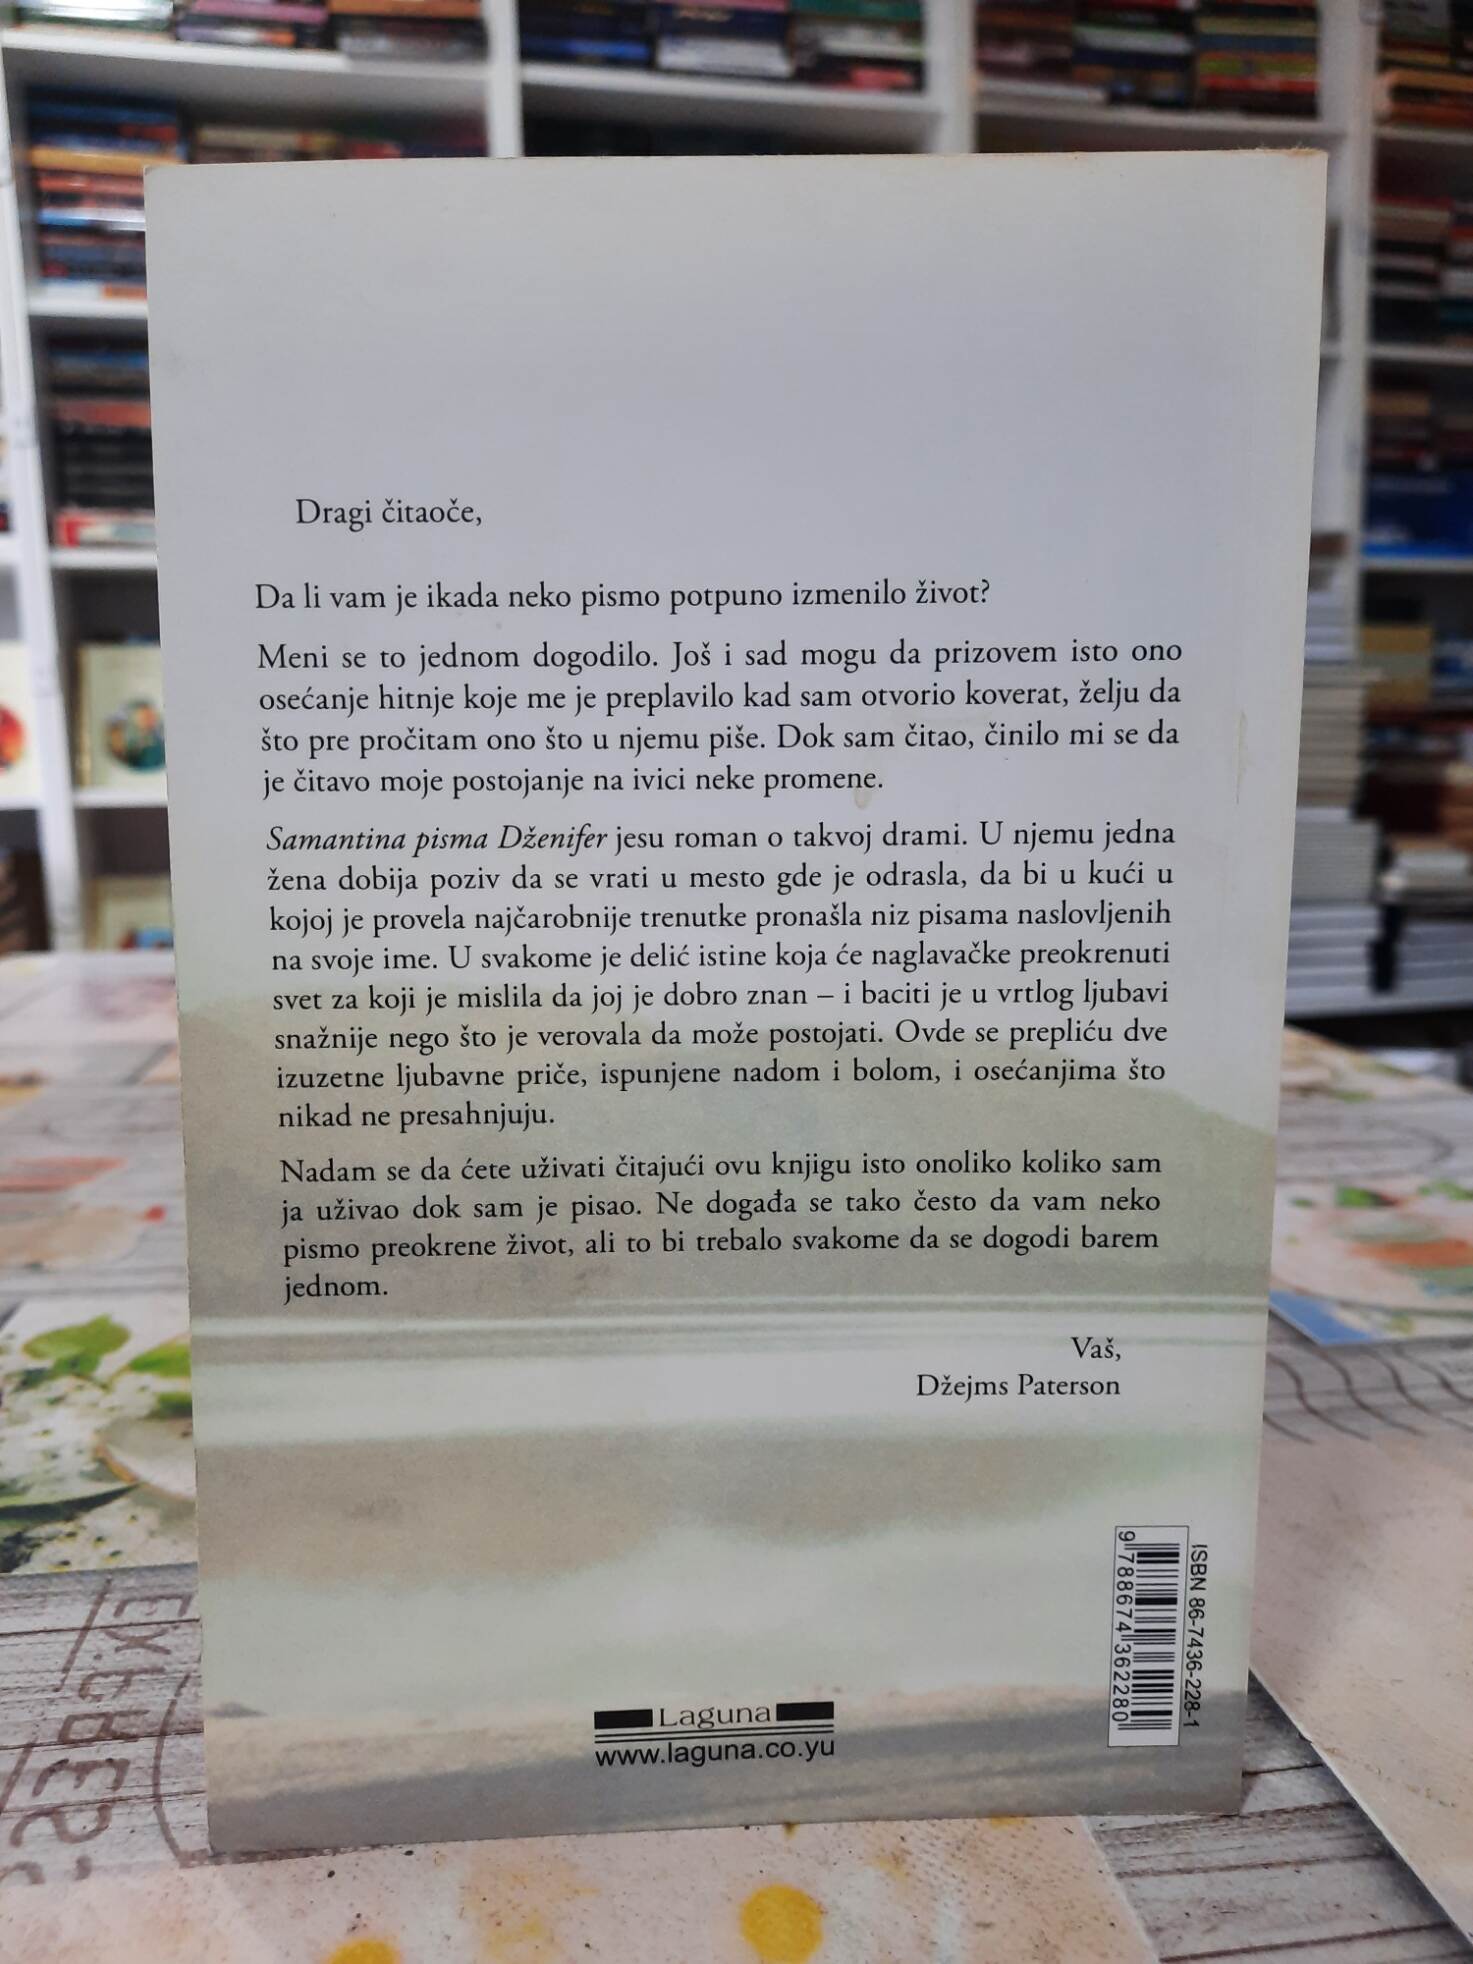 Dragi čitaoče,
Da li vam je ikada neko pismo potpuno izmenilo život?
Meni se to jednom dogodilo. Još i sad mogu da prizovem isto ono
osećanje hitnje koje me je preplavilo kad sam otvorio koverat, želju da
što pre pročitam ono što u njemu piše. Dok sam čitao, činilo mi se da
je čitavo moje postojanje na ivici neke promene.
Samantina pisma Dženifer jesu roman o takvoj drami. U njemu jedna
žena dobija poziv da se vrati u mesto gde je odrasla, da bi u kući u
kojoj je provela najčarobnije trenutke pronašla niz pisama naslovljenih
na svoje ime. U svakome je delić istine koja će naglavačke preokrenuti
svet za koji je mislila da joj je dobro znan – i baciti je u vrtlog ljubavi
snažnije nego što je verovala da može postojati. Ovde se prepliću dve
izuzetne ljubavne priče, ispunjene nadom i bolom, i osećanjima što
nikad ne presahnjuju.
Nadam se da ćete uživati čitajući ovu knjigu isto onoliko koliko sam
ja uživao dok sam je pisao. Ne događa se tako često da vam neko
pismo preokrene život, ali to bi trebalo svakome da se dogodi barem
jednom.
Vaš,
Džejms Paterson
ISBN 86-7436-228-1
9 788674 362280
Laguna
www.laguna.co.yu